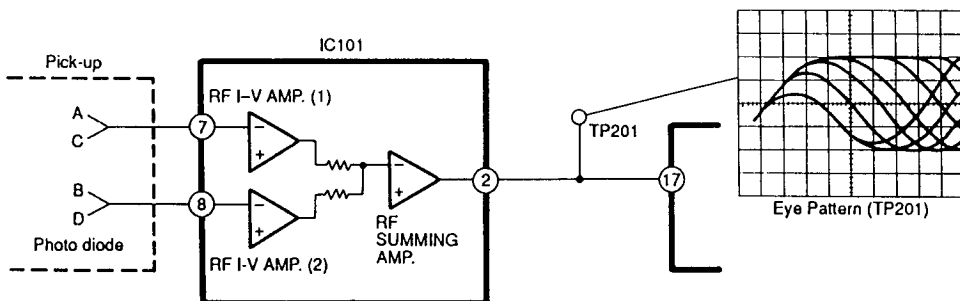 IC101
Pick-up
A
C
RF I-V AMP. (1)
7
−
+
−
+
2
TP201
17
B
D
8
−
+
Photo diode
RF I-V AMP. (2)
RF
SUMMING
AMP.
Eye Pattern (TP201)